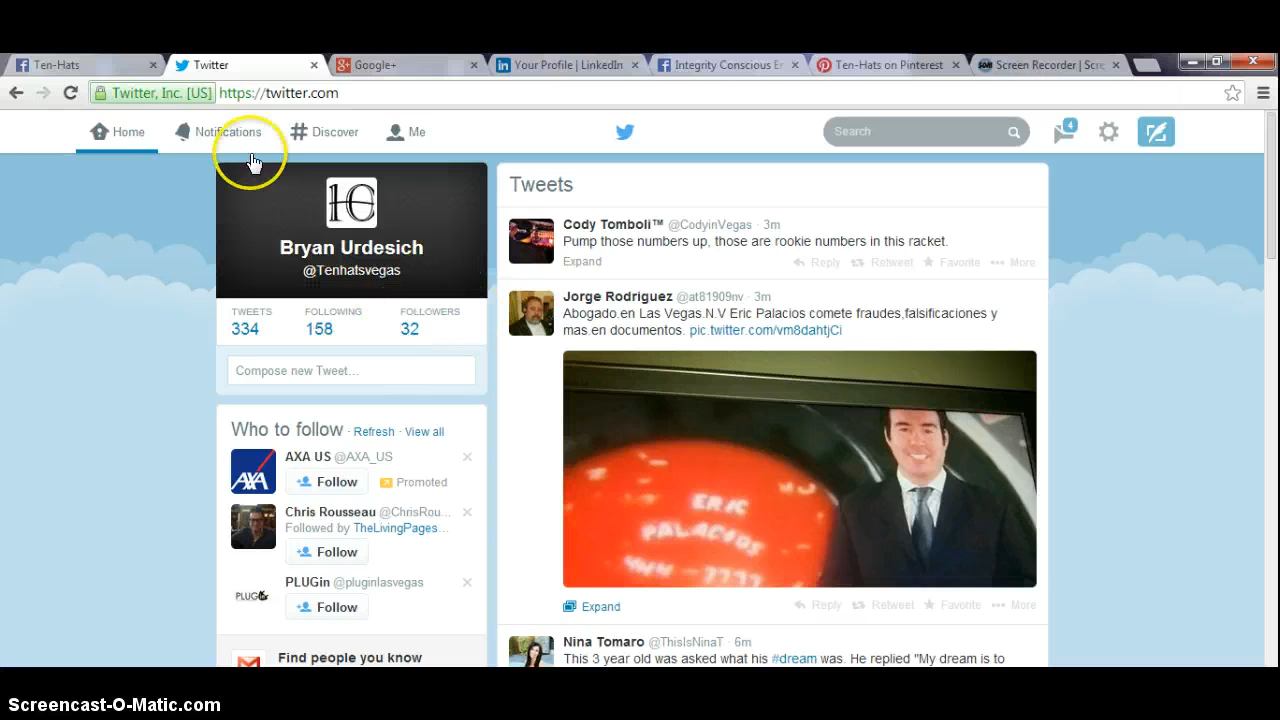 Ten-Hats
Twitter
Google+
Your Profile | LinkedIn
Integrity Conscious En
Ten-Hats on Pinterest
Screen Recorder | Scre
Twitter, Inc. [US]
https://twitter.com
Home
Notifications
Discover
Me
Search
4
Bryan Urdesich
@Tenhatsvegas
TWEETS FOLLOWING FOLLOWERS
334 158 32
Compose new Tweet...
Who to follow · Refresh · View all
AXA US @AXA_US
AXA
Follow Promoted
Chris Rousseau @ChrisRou...
Followed by TheLivingPages...
Follow
PLUGin @pluginlasvegas
PLUG
Follow
Find people you know
Tweets
Cody Tomboli™ @CodyinVegas · 3m
Pump those numbers up, those are rookie numbers in this racket.
Expand Reply Retweet Favorite More
Jorge Rodriguez @at81909nv · 3m
Abogado.en Las Vegas.N.V Eric Palacios comete fraudes,falsificaciones y
mas.en documentos. pic.twitter.com/vm8dahtjCi
ERIC
PALACIOS
444-7777
Expand Reply Retweet Favorite More
Nina Tomaro @ThisIsNinaT · 6m
This 3 year old was asked what his #dream was. He replied "My dream is to
Screencast-O-Matic.com